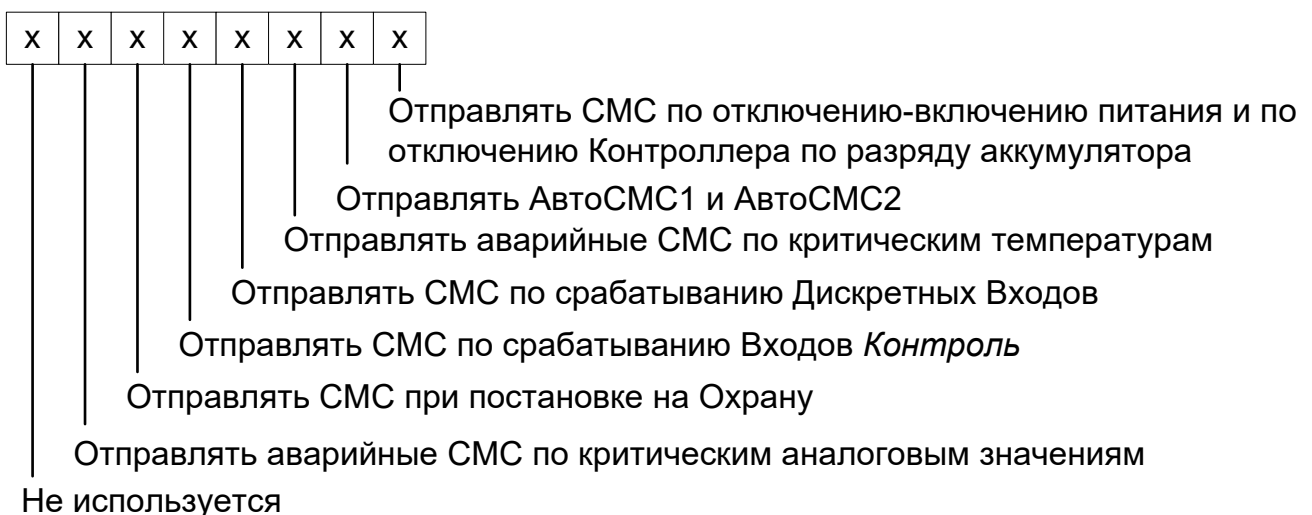 x x x x x x x x
Отправлять СМС по отключению-включению питания и по
отключению Контроллера по разряду аккумулятора
Отправлять АвтоСМС1 и АвтоСМС2
Отправлять аварийные СМС по критическим температурам
Отправлять СМС по срабатыванию Дискретных Входов
Отправлять СМС по срабатыванию Входов Контроль
Отправлять СМС при постановке на Охрану
Отправлять аварийные СМС по критическим аналоговым значениям
Не используется